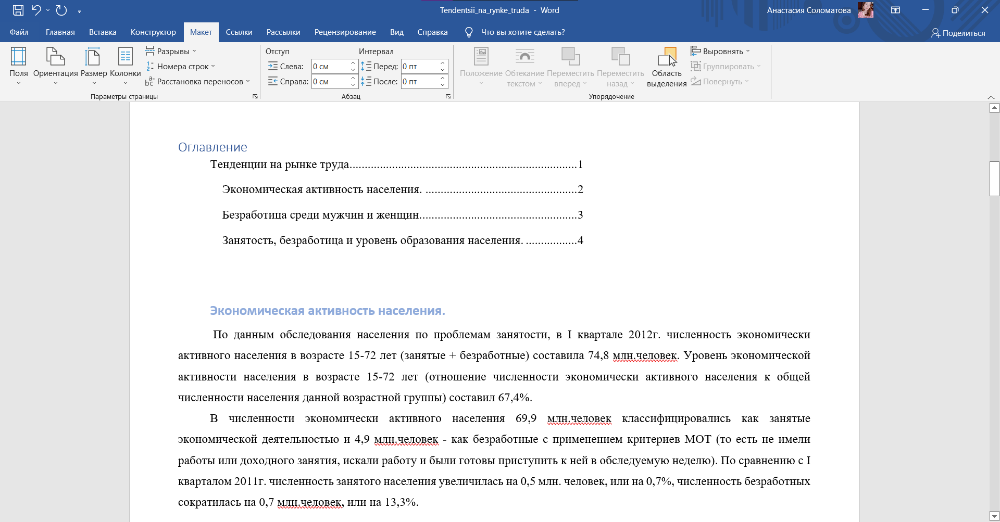 Tendentsii_na_rynke_truda - Word
Анастасия Соломатова
Файл Главная Вставка Конструктор Макет Ссылки Рассылки Рецензирование Вид Справка Что вы хотите сделать? Поделиться
Поля Ориентация Размер Колонки
Разрывы
Номера строк
Расстановка переносов
Параметры страницы
Отступ Интервал
Слева: 0 см Перед: 0 пт
Справа: 0 см После: 0 пт
Абзац
Положение Обтекание текстом Переместить вперед Переместить назад Область выделения
Выровнять
Группировать
Повернуть
Упорядочение
Оглавление
Тенденции на рынке труда..........................................................................1
Экономическая активность населения. .................................................2
Безработица среди мужчин и женщин...................................................3
Занятость, безработица и уровень образования населения. .................4
Экономическая активность населения.
По данным обследования населения по проблемам занятости, в I квартале 2012г. численность экономически
активного населения в возрасте 15-72 лет (занятые + безработные) составила 74,8 млн.человек. Уровень экономической
активности населения в возрасте 15-72 лет (отношение численности экономически активного населения к общей
численности населения данной возрастной группы) составил 67,4%.
В численности экономически активного населения 69,9 млн.человек классифицировались как занятые
экономической деятельностью и 4,9 млн.человек - как безработные с применением критериев МОТ (то есть не имели
работы или доходного занятия, искали работу и были готовы приступить к ней в обследуемую неделю). По сравнению с I
кварталом 2011г. численность занятого населения увеличилась на 0,5 млн. человек, или на 0,7%, численность безработных
сократилась на 0,7 млн.человек, или на 13,3%.